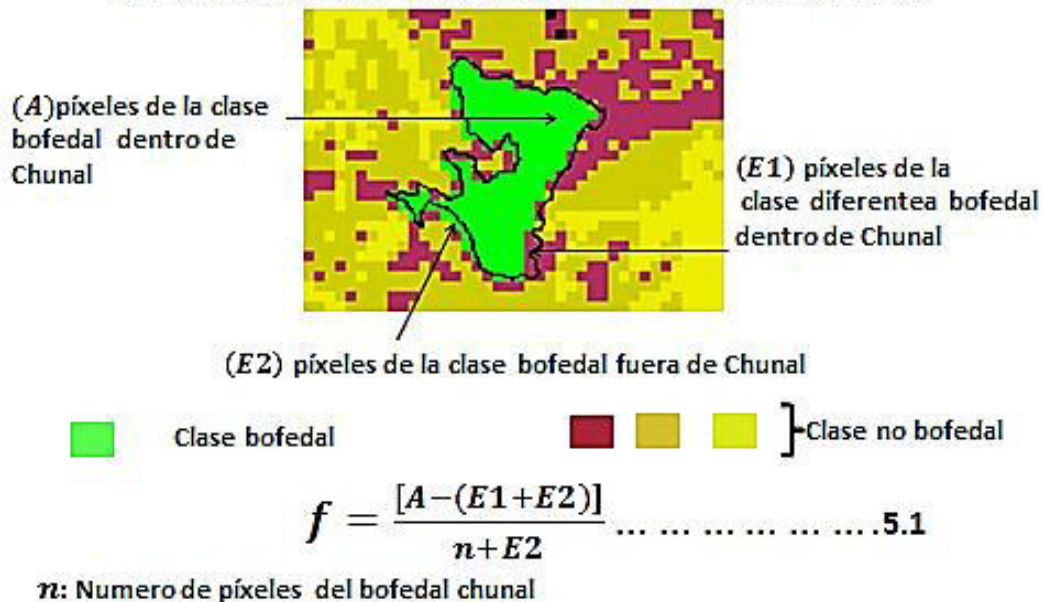 (A)píxeles de la clase
bofedal dentro de
Chunal
(E1) píxeles de la
clase diferentea bofedal
dentro de Chunal
(E2) píxeles de la clase bofedal fuera de Chunal
Clase bofedal
Clase no bofedal
f = [A−(E1+E2)] / n+E2 … … … … … ….5.1
n: Numero de píxeles del bofedal chunal